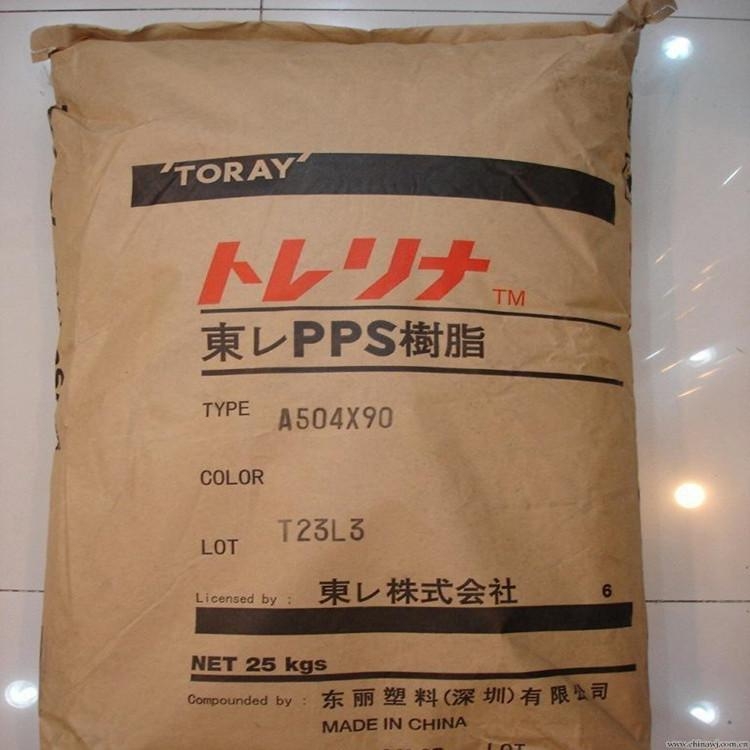 TORAY
トレリナ TM
東レPPS樹脂
TYPE A504X90
COLOR
LOT T23L3
Licensed by : 東レ株式会社 6
NET 25 kgs
Compounded by : 东丽塑料(深圳)有限公司
MADE IN CHINA
LOT
www.chinawj.com.cn